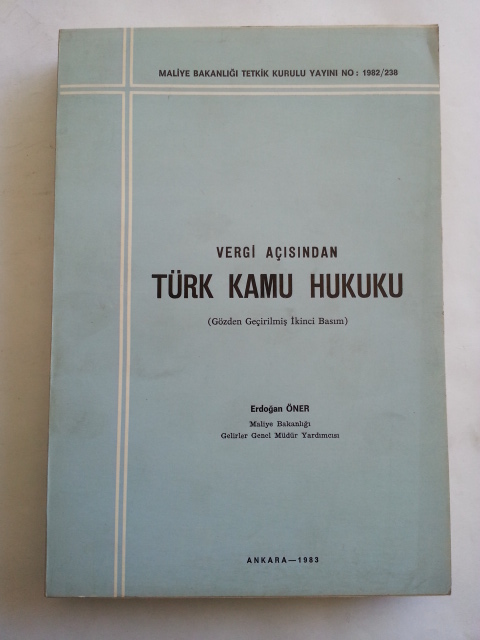 MALİYE BAKANLIĞI TETKİK KURULU YAYINI NO: 1982/238
VERGİ AÇISINDAN
TÜRK KAMU HUKUKU
(Gözden Geçirilmiş İkinci Basım)
Erdoğan ÖNER
Maliye Bakanlığı
Gelirler Genel Müdür Yardımcısı
ANKARA—1983